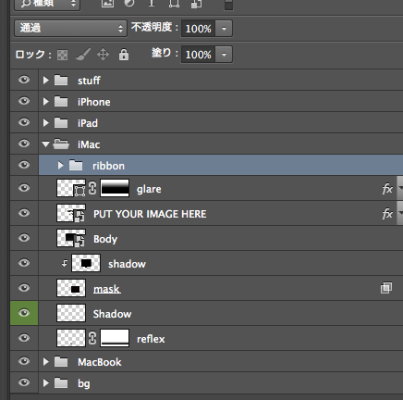 種類
T
通過 不透明度: 100%
ロック: 塗り: 100%
stuff
iPhone
iPad
iMac
ribbon
glare fx
PUT YOUR IMAGE HERE fx
Body
shadow
mask
Shadow
reflex
MacBook
bg